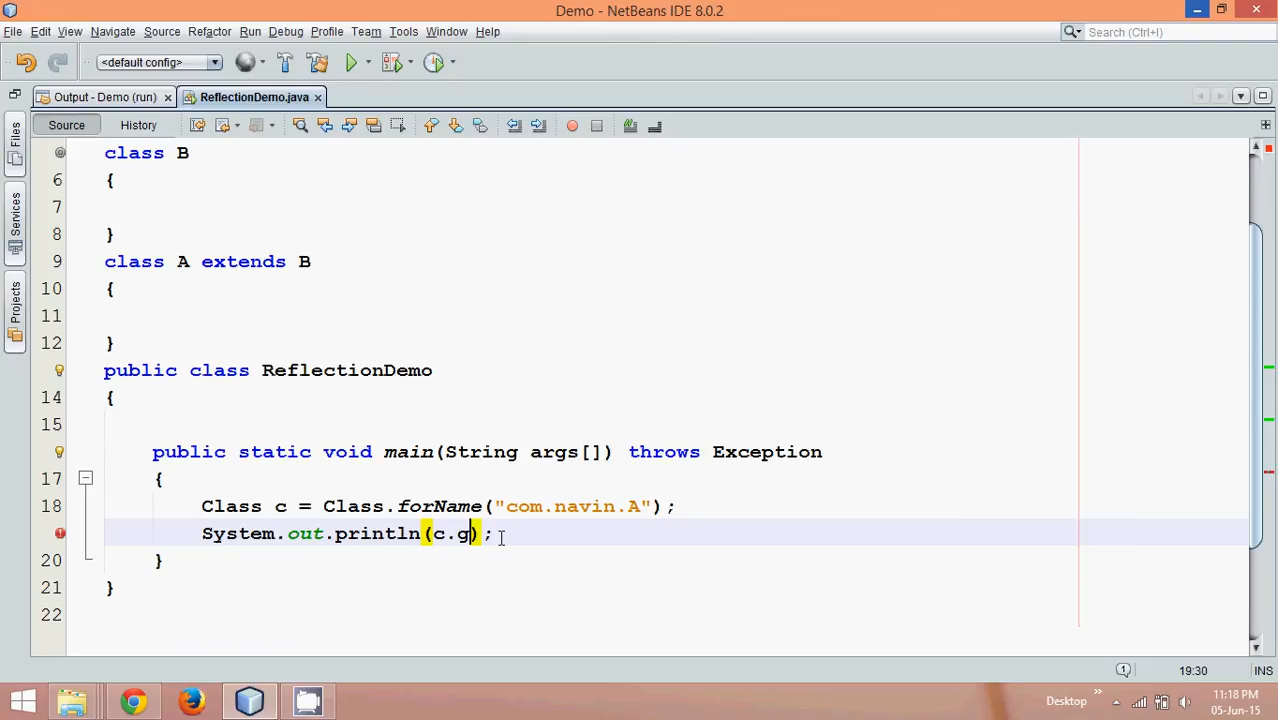 Demo - NetBeans IDE 8.0.2
File Edit View Navigate Source Refactor Run Debug Profile Team Tools Window Help
Search (Ctrl+I)
<default config>
Output - Demo (run) ReflectionDemo.java
Source History
Files
Services
Projects
class B
6 {
7
8 }
9 class A extends B
10 {
11
12 }
public class ReflectionDemo
14 {
15
public static void main(String args[]) throws Exception
17 {
18 Class c = Class.forName("com.navin.A");
System.out.println(c.g);
20 }
21 }
22
1 19:30 INS
Desktop 11:18 PM
05-Jun-15